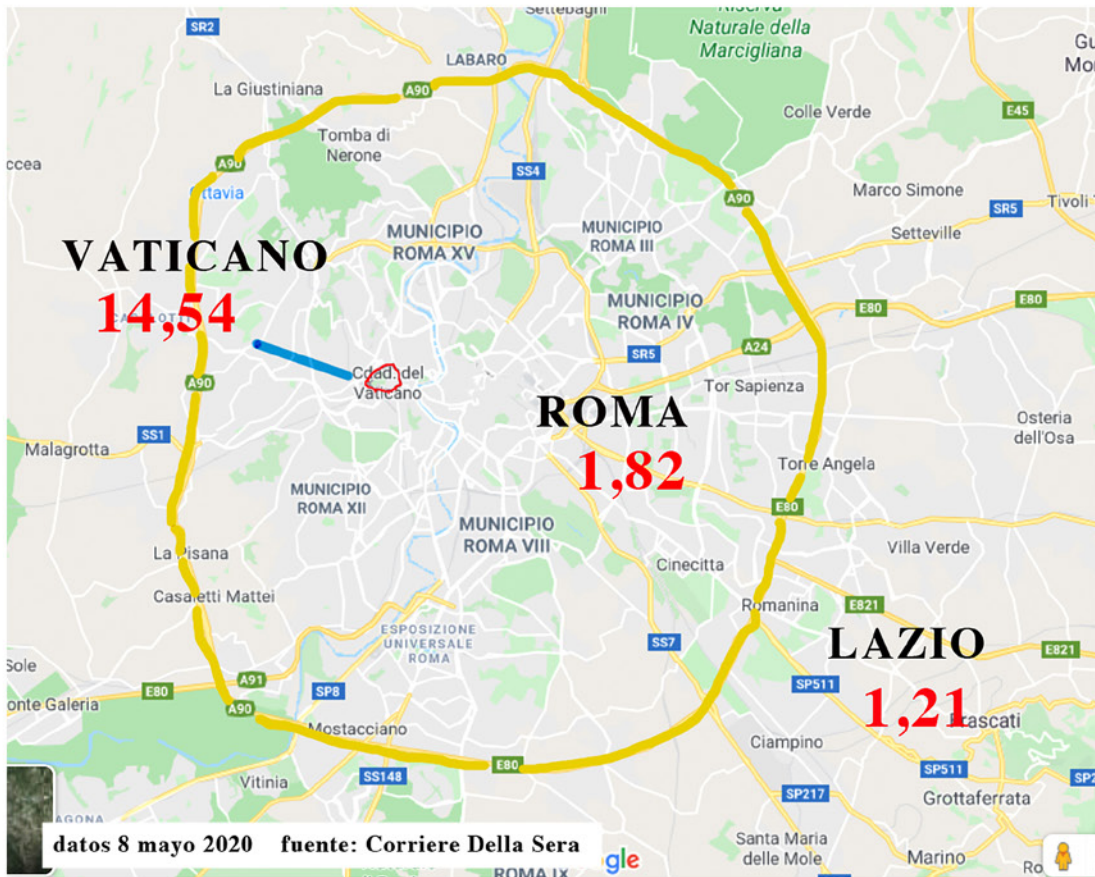 Settebagni
Naturale della
Marcigliana
SR2
LABARO
La Giustiniana
A90
Colle Verde
E45
Tomba di
Nerone
A90
SS4
Ottavia
A90
Marco Simone
SR5
Tivoli
Setteville
MUNICIPIO
ROMA XV
MUNICIPIO
ROMA III
VATICANO
14,54
MUNICIPIO
ROMA IV
E80
E80
A24
SR5
Cdad. del
Vaticano
A90
Tor Sapienza
ROMA
1,82
Osteria
dell'Osa
SS1
Malagrotta
Torre Angela
MUNICIPIO
ROMA XII
E80
MUNICIPIO
ROMA VIII
La Pisana
Villa Verde
Cinecitta
Casaletti Mattei
Romanina
E821
ESPOSIZIONE
UNIVERSALE
ROMA
SS7
LAZIO
1,21
E821
Sole
A91
E80
SP8
SP511
onte Galeria
A90
Frascati
Mostacciano
Ciampino
E80
SS148
SP511
Vitinia
SP217
Grottaferrata
AGONA
datos 8 mayo 2020 fuente: Corriere Della Sera
Santa Maria
delle Mole
Marino
gle
ROMA IX